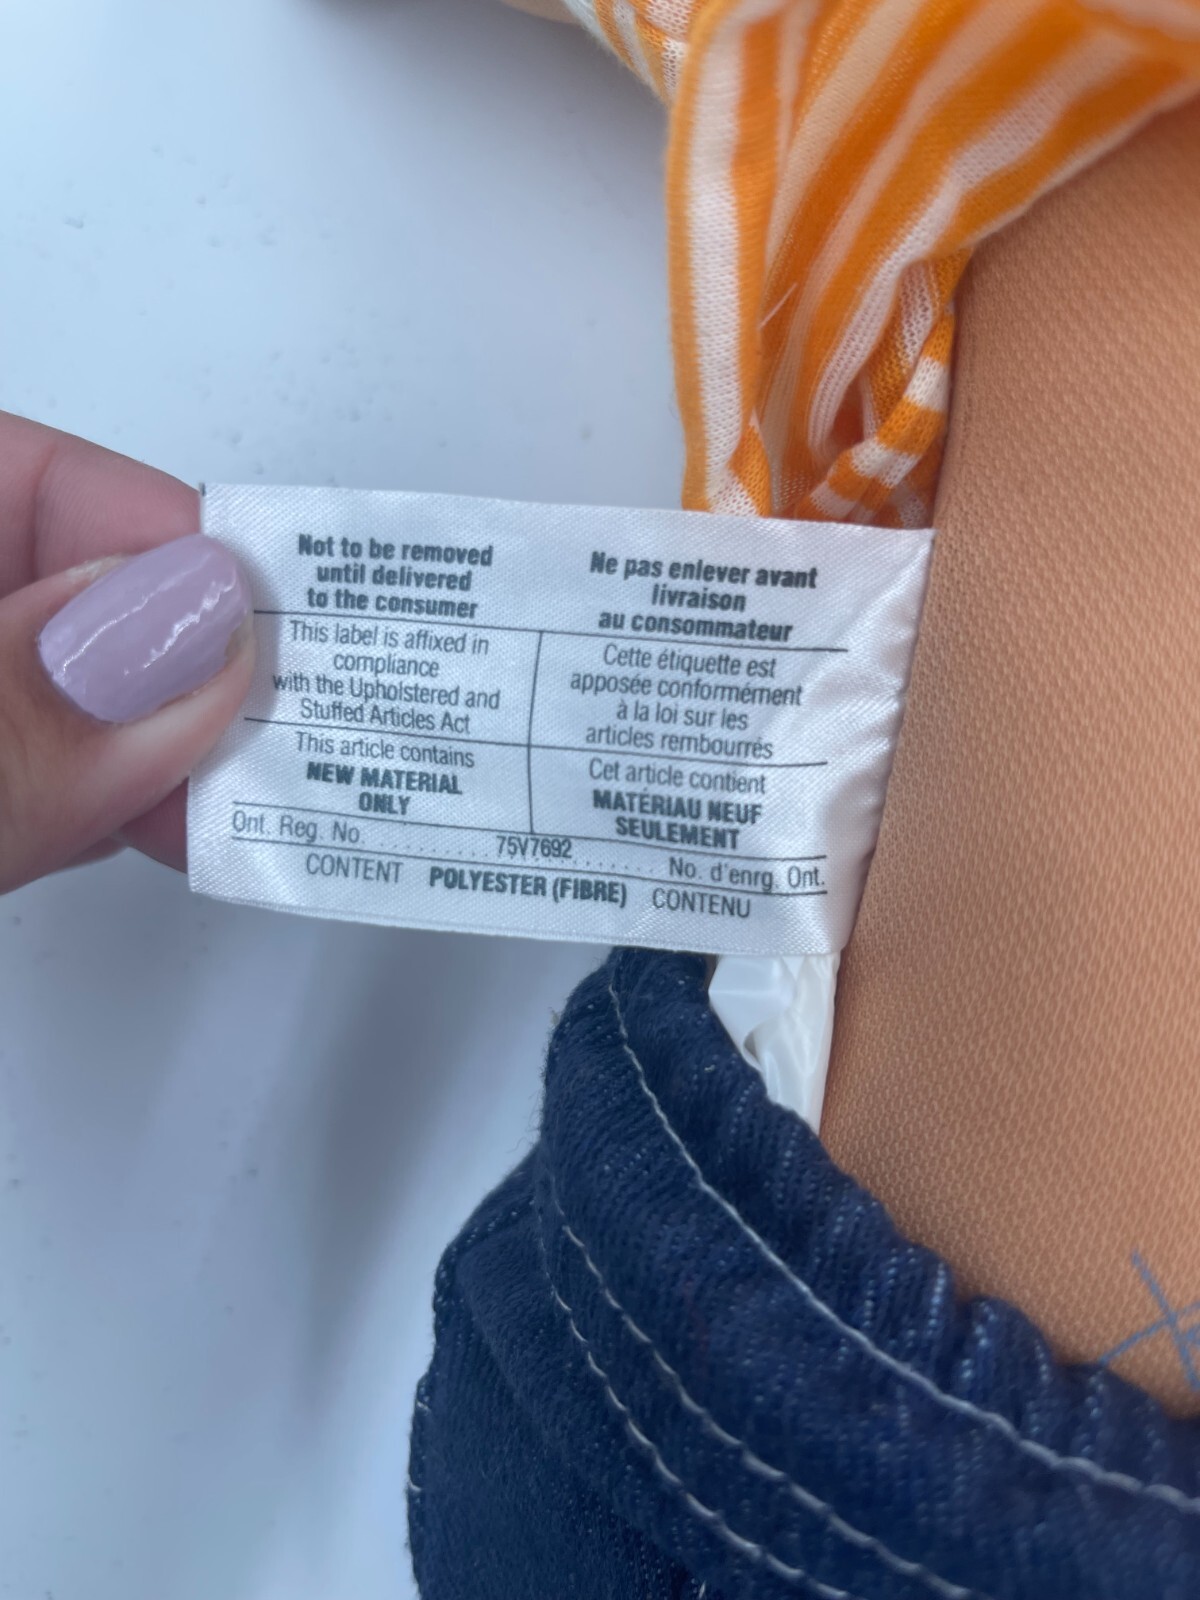 Not to be removed
until delivered
to the consumer
Ne pas enlever avant
livraison
au consommateur
This label is affixed in
compliance
with the Upholstered and
Stuffed Articles Act
Cette étiquette est
apposée conformément
à la loi sur les
articles rembourrés
This article contains
NEW MATERIAL
ONLY
Cet article contient
MATÉRIAU NEUF
SEULEMENT
Ont. Reg. No. .......... 75V7692 .......... No. d'enrg. Ont.
CONTENT POLYESTER (FIBRE) CONTENU